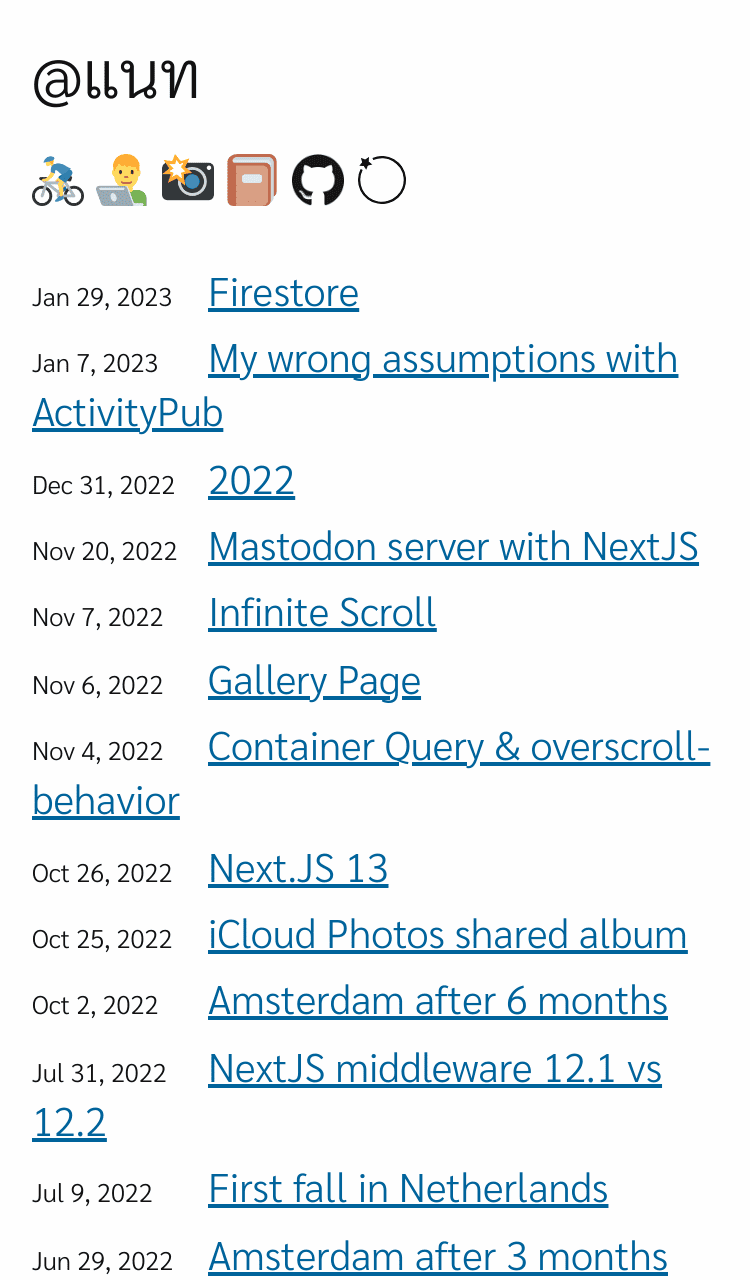 @แนท
Jan 29, 2023 Firestore
Jan 7, 2023 My wrong assumptions with
ActivityPub
Dec 31, 2022 2022
Nov 20, 2022 Mastodon server with NextJS
Nov 7, 2022 Infinite Scroll
Nov 6, 2022 Gallery Page
Nov 4, 2022 Container Query & overscroll-
behavior
Oct 26, 2022 Next.JS 13
Oct 25, 2022 iCloud Photos shared album
Oct 2, 2022 Amsterdam after 6 months
Jul 31, 2022 NextJS middleware 12.1 vs
12.2
Jul 9, 2022 First fall in Netherlands
Jun 29, 2022 Amsterdam after 3 months